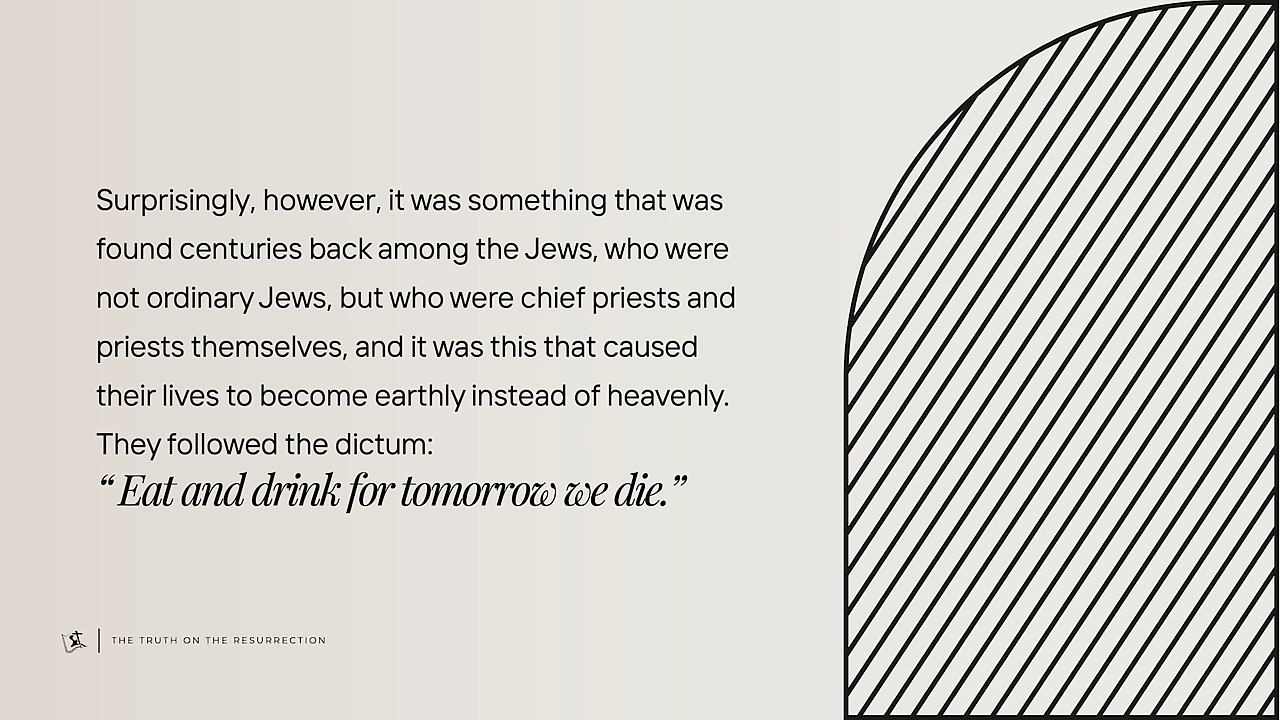 Surprisingly, however, it was something that was
found centuries back among the Jews, who were
not ordinary Jews, but who were chief priests and
priests themselves, and it was this that caused
their lives to become earthly instead of heavenly.
They followed the dictum:
“Eat and drink for tomorrow we die.”
THE TRUTH ON THE RESURRECTION